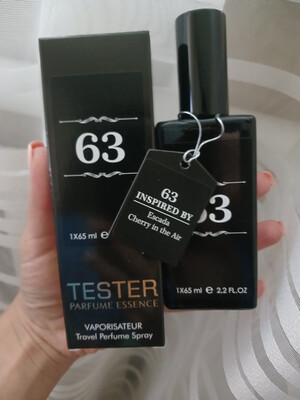 63
1X65 ml e
TESTER
PARFUME ESSENCE
VAPORISATEUR
Travel Perfume Spray
63
INSPIRED BY
Escada
Cherry in the Air
63
1X65 ml e 2,2 FL.OZ